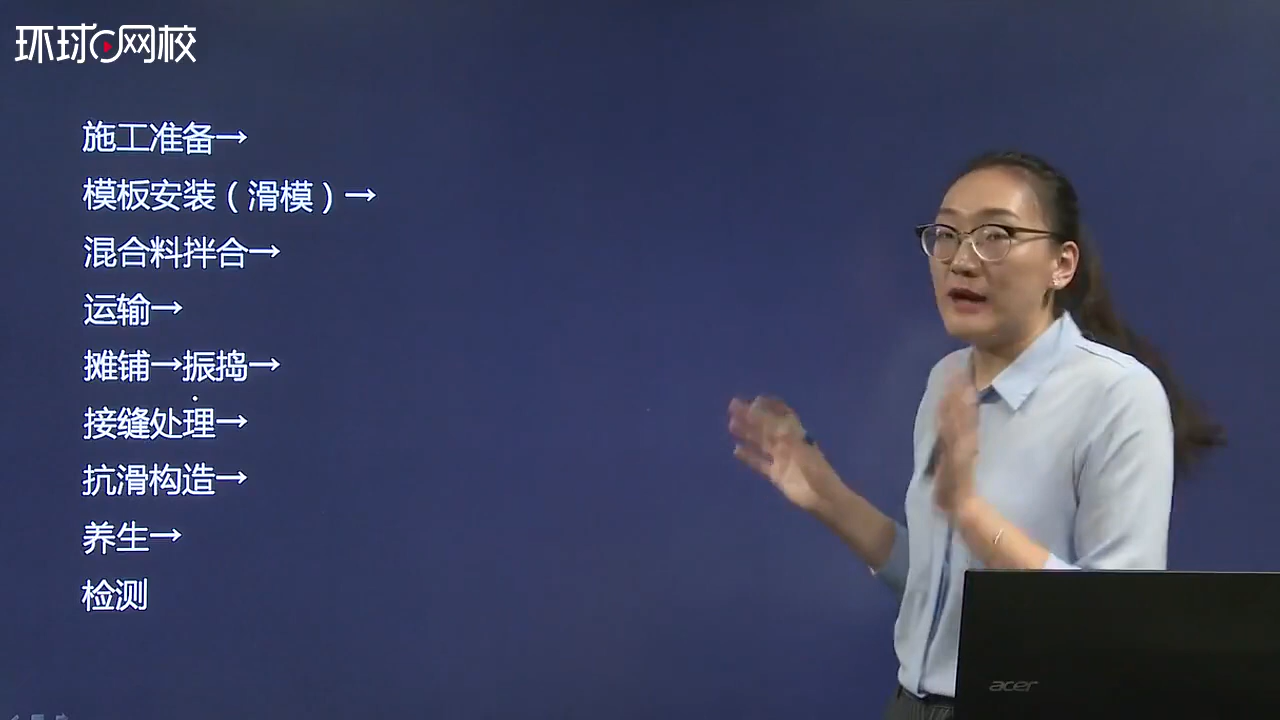 环球网校
施工准备→
模板安装（滑模）→
混合料拌合→
运输→
摊铺→振捣→
接缝处理→
抗滑构造→
养生→
检测
acer